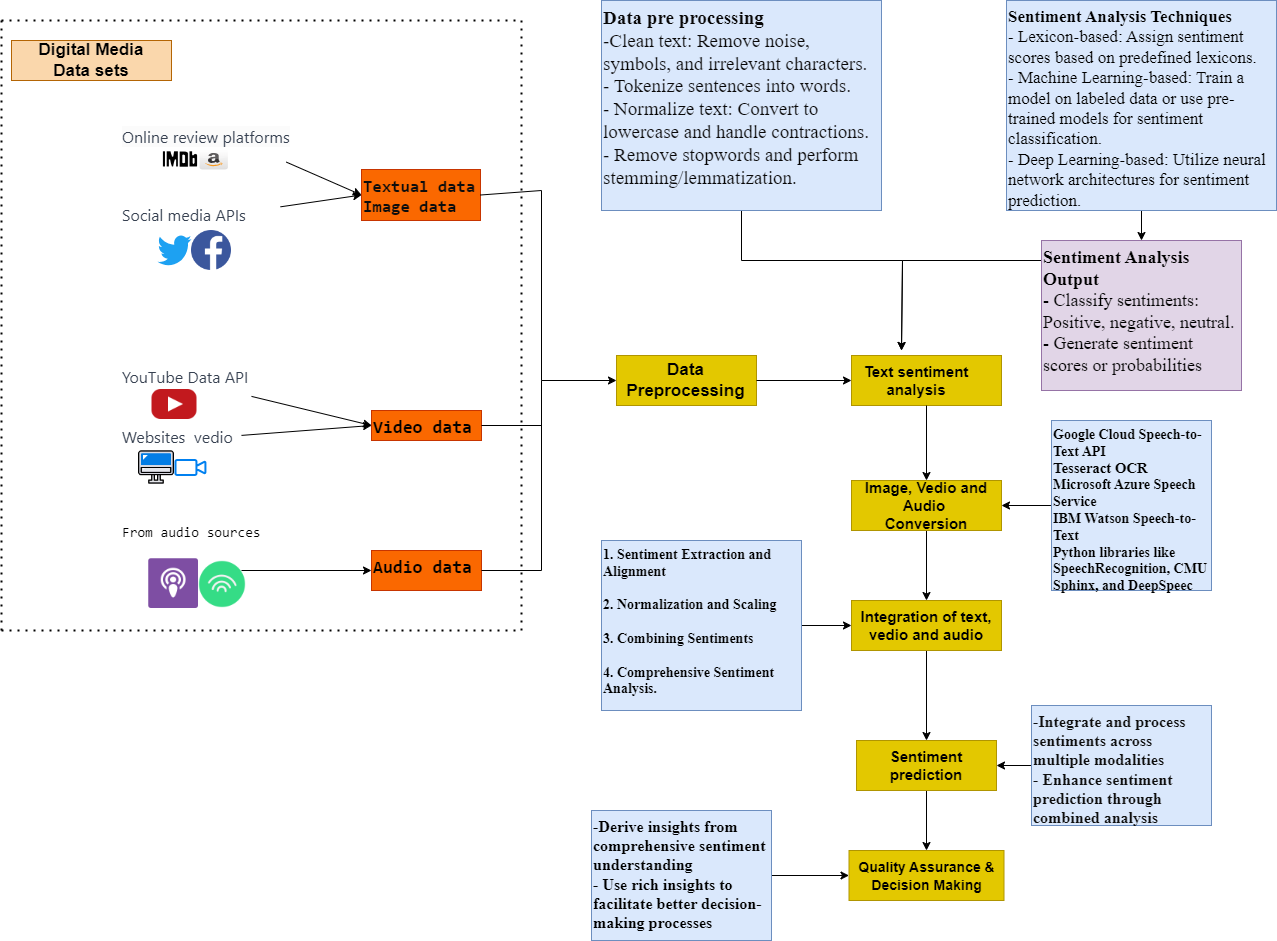 Digital Media
Data sets
Online review platforms
IMDb a
Social media APIs
Textual data
Image data
YouTube Data API
Websites  vedio
Video data
From audio sources
Audio data
Data pre processing
-Clean text: Remove noise,
symbols, and irrelevant characters.
- Tokenize sentences into words.
- Normalize text: Convert to
lowercase and handle contractions.
- Remove stopwords and perform
stemming/lemmatization.
Sentiment Analysis Techniques
- Lexicon-based: Assign sentiment
scores based on predefined lexicons.
- Machine Learning-based: Train a
model on labeled data or use pre-
trained models for sentiment
classification.
- Deep Learning-based: Utilize neural
network architectures for sentiment
prediction.
Sentiment Analysis
Output
- Classify sentiments:
Positive, negative, neutral.
- Generate sentiment
scores or probabilities
Data
Preprocessing
Text sentiment
analysis
Google Cloud Speech-to-
Text API
Tesseract OCR
Microsoft Azure Speech
Service
IBM Watson Speech-to-
Text
Python libraries like
SpeechRecognition, CMU
Sphinx, and DeepSpeec
Image, Vedio and
Audio
Conversion
1. Sentiment Extraction and
Alignment
2. Normalization and Scaling
3. Combining Sentiments
4. Comprehensive Sentiment
Analysis.
Integration of text,
vedio and audio
-Integrate and process
sentiments across
multiple modalities
- Enhance sentiment
prediction through
combined analysis
Sentiment
prediction
-Derive insights from
comprehensive sentiment
understanding
- Use rich insights to
facilitate better decision-
making processes
Quality Assurance &
Decision Making